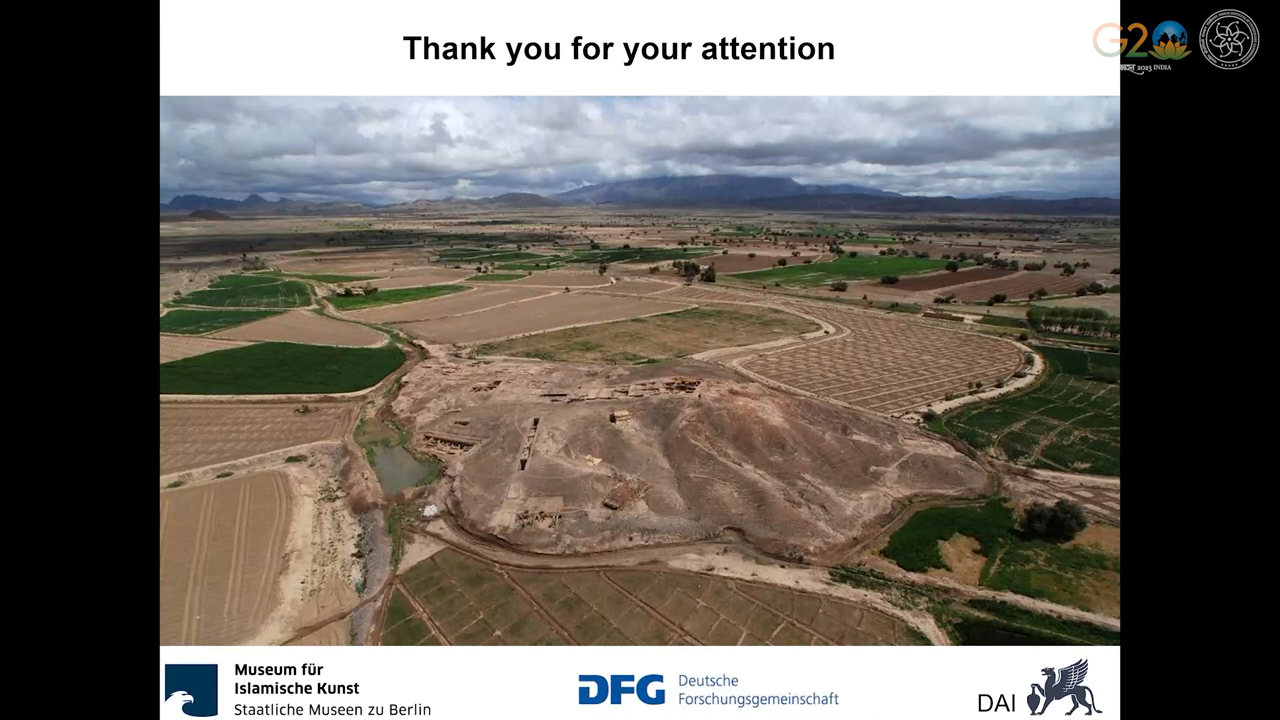 Thank you for your attention
G20
2023 INDIA
Museum für
Islamische Kunst
Staatliche Museen zu Berlin
DFG
Deutsche
Forschungsgemeinschaft
DAI